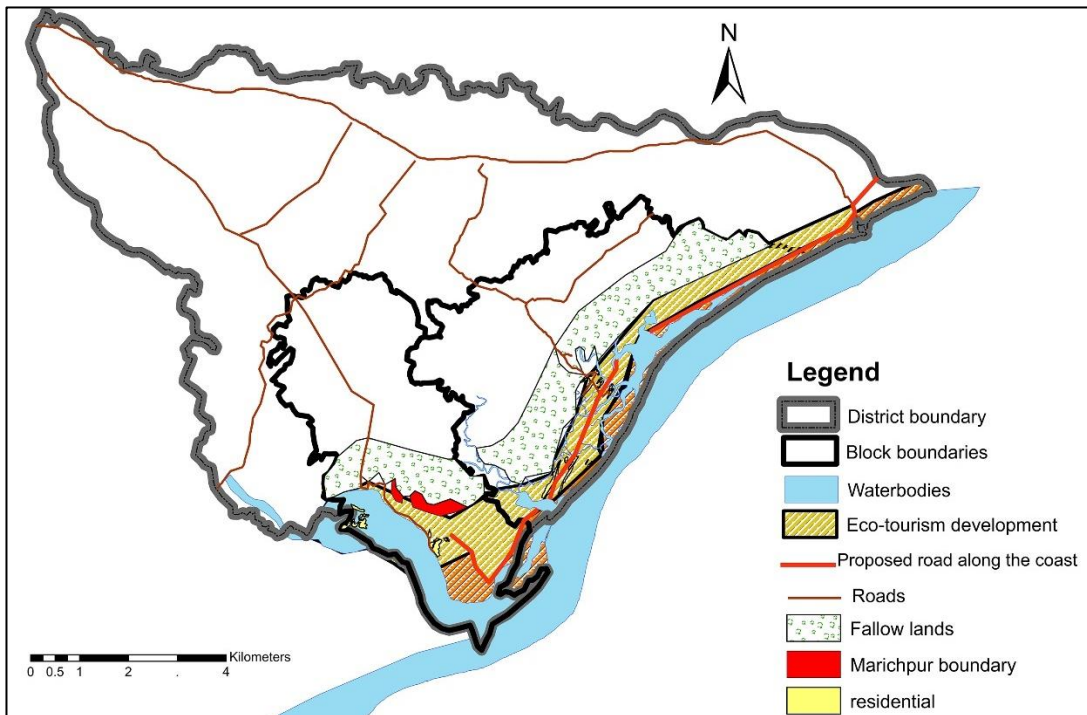 N
Legend
District boundary
Block boundaries
Waterbodies
Eco-tourism development
Proposed road along the coast
Roads
Fallow lands
Marichpur boundary
residential
Kilometers
0 0.5 1 2 . 4